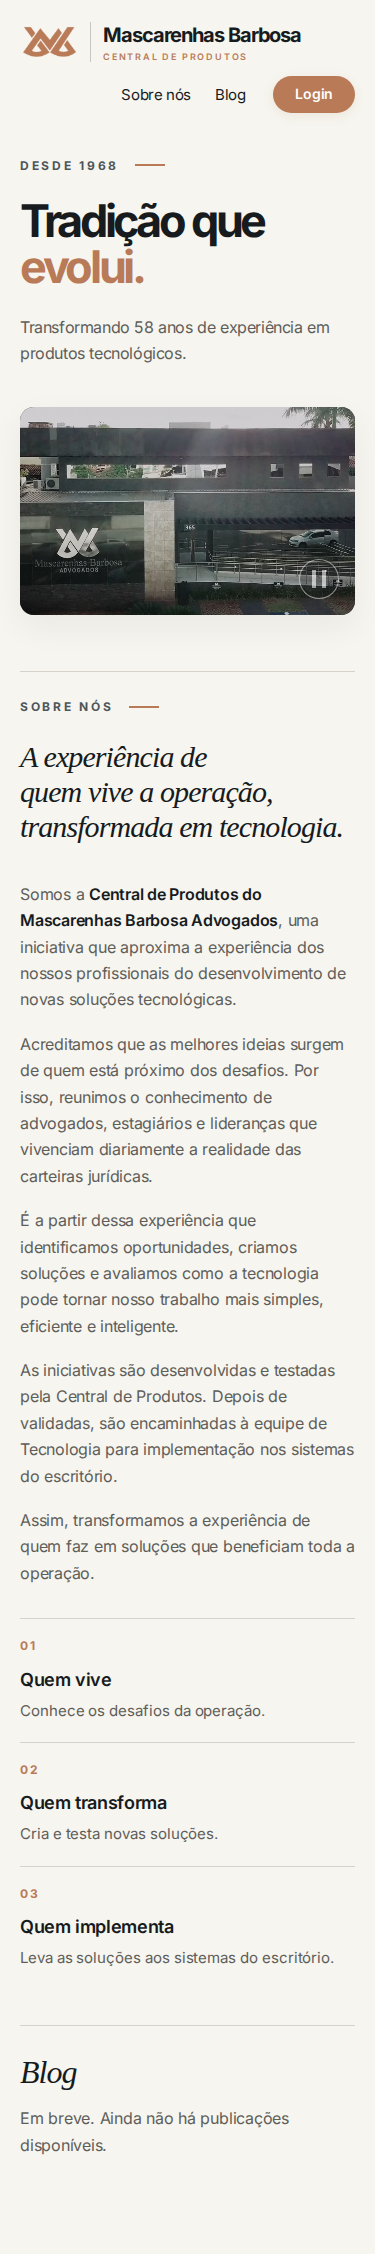 Mascarenhas Barbosa
CENTRAL DE PRODUTOS
Sobre nós
Blog
Login
DESDE 1968
Tradição que
evolui.
Transformando 58 anos de experiência em
produtos tecnológicos.
365
Mascarenhas Barbosa
ADVOGADOS
SOBRE NÓS
A experiência de
quem vive a operação,
transformada em tecnologia.
Somos a Central de Produtos do
Mascarenhas Barbosa Advogados, uma
iniciativa que aproxima a experiência dos
nossos profissionais do desenvolvimento de
novas soluções tecnológicas.
Acreditamos que as melhores ideias surgem
de quem está próximo dos desafios. Por
isso, reunimos o conhecimento de
advogados, estagiários e lideranças que
vivenciam diariamente a realidade das
carteiras jurídicas.
É a partir dessa experiência que
identificamos oportunidades, criamos
soluções e avaliamos como a tecnologia
pode tornar nosso trabalho mais simples,
eficiente e inteligente.
As iniciativas são desenvolvidas e testadas
pela Central de Produtos. Depois de
validadas, são encaminhadas à equipe de
Tecnologia para implementação nos sistemas
do escritório.
Assim, transformamos a experiência de
quem faz em soluções que beneficiam toda a
operação.
01
Quem vive
Conhece os desafios da operação.
02
Quem transforma
Cria e testa novas soluções.
03
Quem implementa
Leva as soluções aos sistemas do escritório.
Blog
Em breve. Ainda não há publicações
disponíveis.